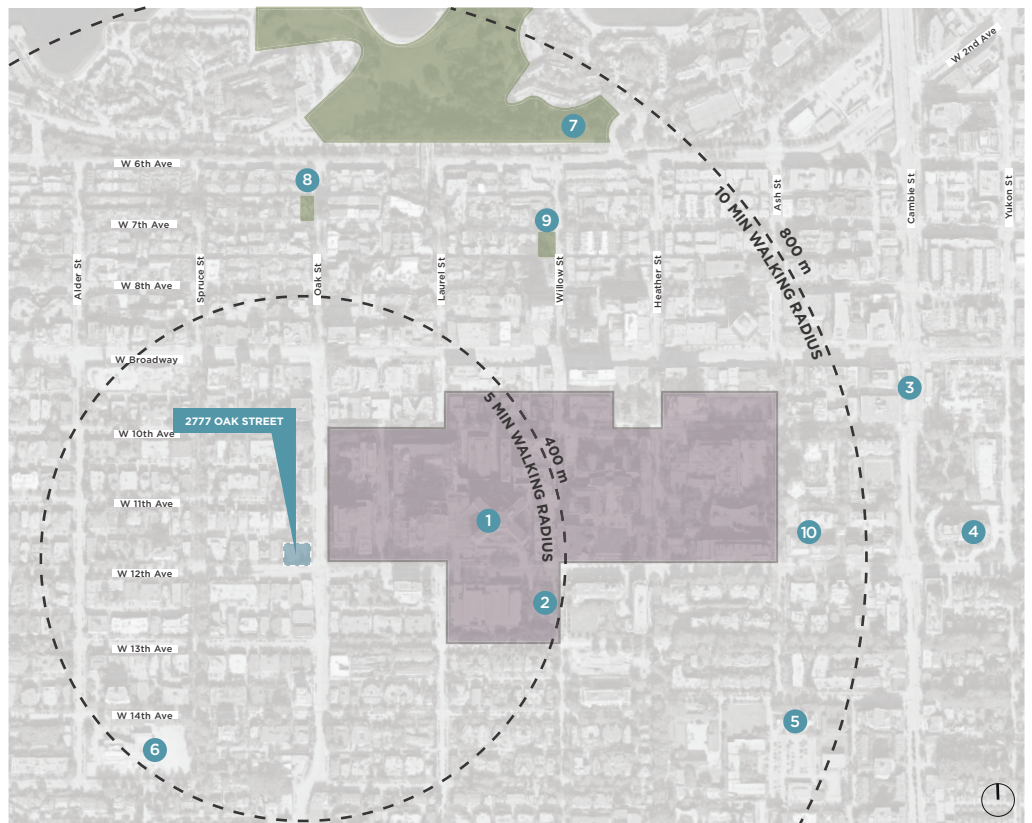 W 2nd Ave
7
W 6th Ave
8
W 7th Ave
9
Alder St
Spruce St
Oak St
Laurel St
Willow St
Heather St
Ash St
Cambie St
Yukon St
W 8th Ave
800 m
10 MIN WALKING RADIUS
W Broadway
3
2777 OAK STREET
W 10th Ave
400 m
5 MIN WALKING RADIUS
W 11th Ave
1
10
4
W 12th Ave
2
W 13th Ave
W 14th Ave
5
6